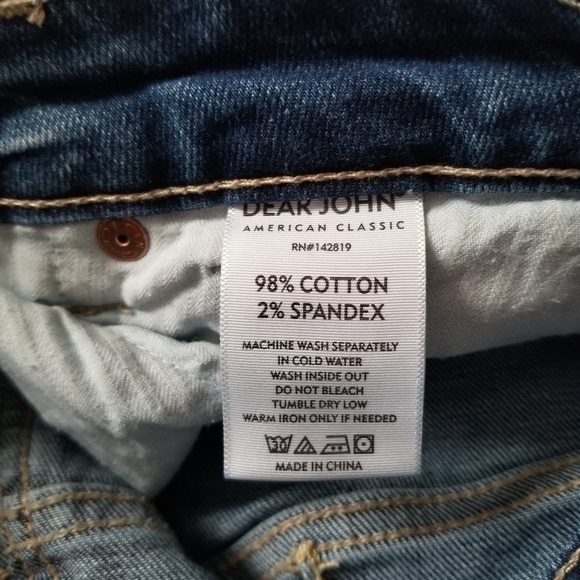 DEAR JOHN
AMERICAN CLASSIC
RN#142819
98% COTTON
2% SPANDEX
MACHINE WASH SEPARATELY
IN COLD WATER
WASH INSIDE OUT
DO NOT BLEACH
TUMBLE DRY LOW
WARM IRON ONLY IF NEEDED
30
MADE IN CHINA